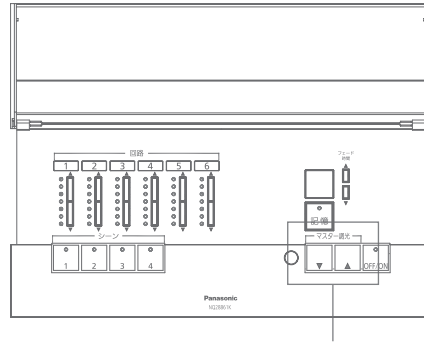 回路
1 2 3 4 5 6
フェード
時間
記憶
シーン
マスター調光
1 2 3 4
▼ ▲ OFF/ON
Panasonic
NQ28861K